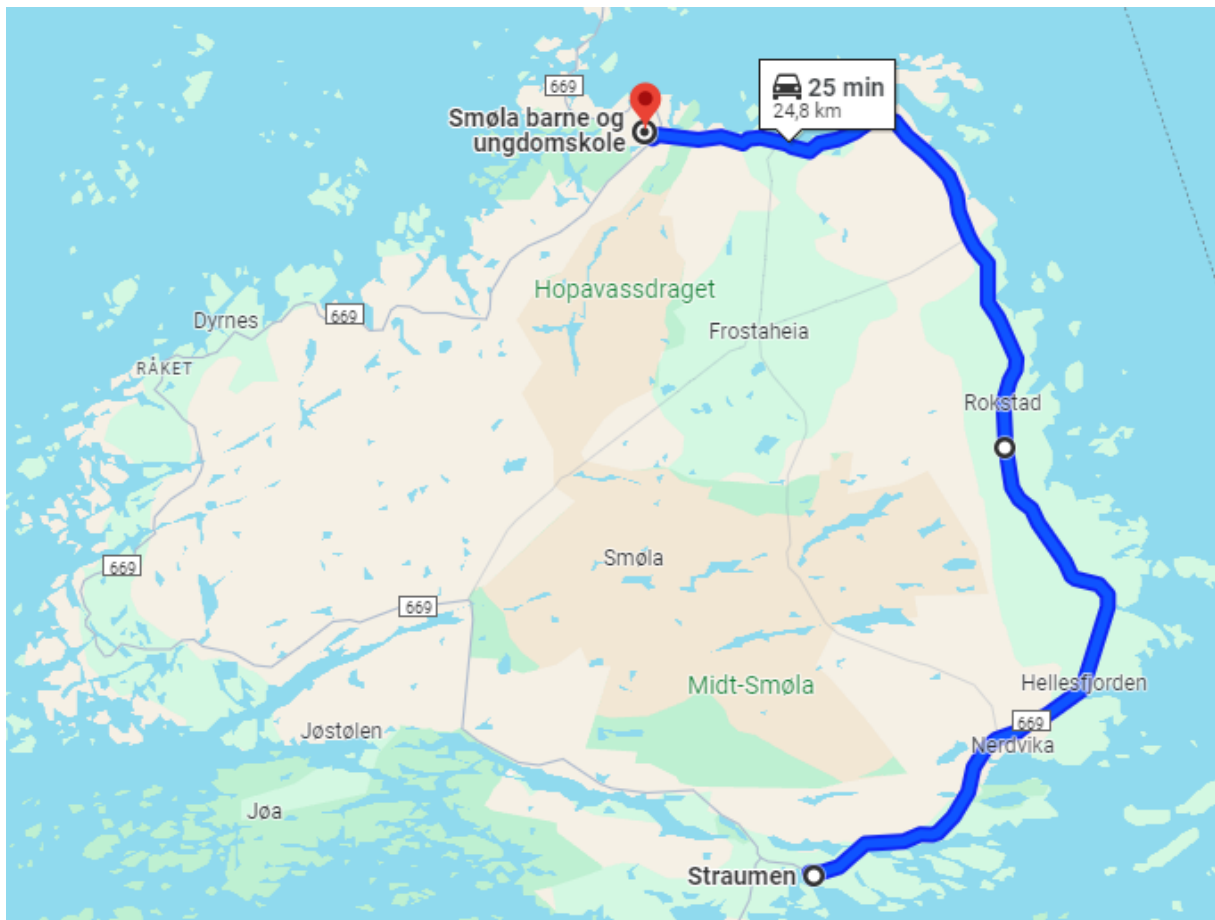 669
25 min
24,8 km
Smøla barne og
ungdomskole
Hopavassdraget
669
Dyrnes
Frostaheia
RÅKET
Rokstad
Smøla
669
669
Midt-Smøla
Hellesfjorden
669
Jøstølen
Nerdvika
Jøa
Straumen